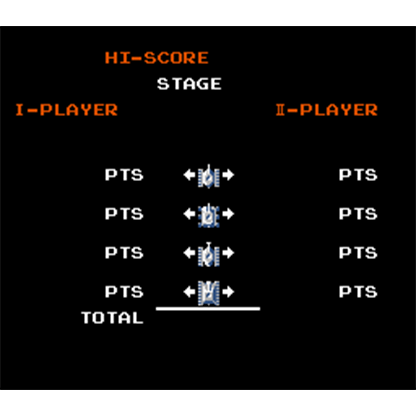 HI-SCORE
STAGE
I-PLAYER II-PLAYER
PTS PTS
PTS PTS
PTS PTS
PTS PTS
TOTAL